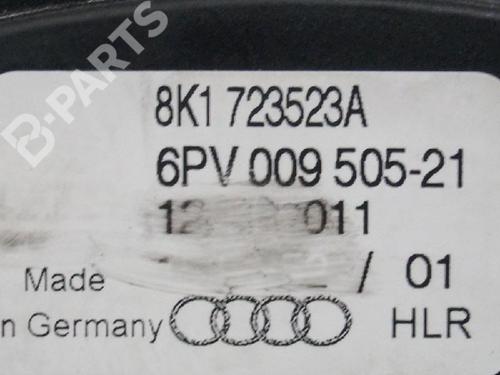 B-PARTS
8K1 723523A
6PV 009 505-21
011
/ 01
Made
n Germany HLR